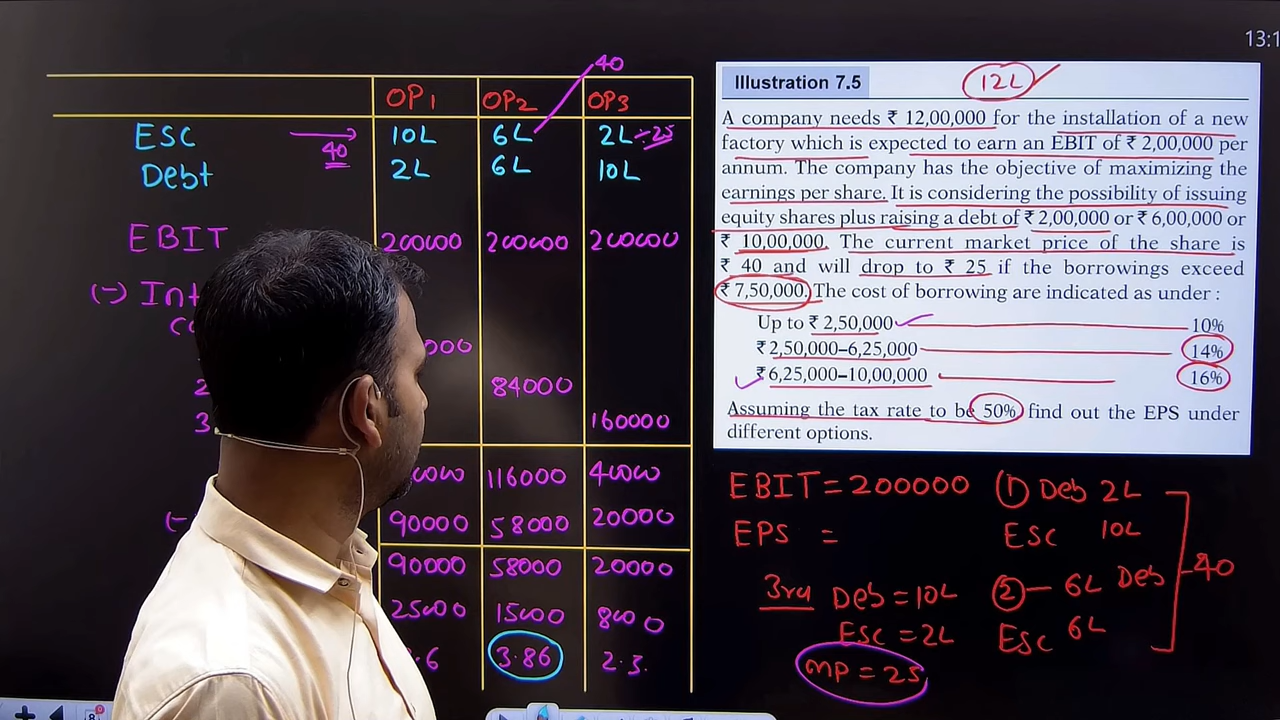 13:1
40
OP1 OP2 OP3
ESC 40 10L 6L 2L ÷25
Debt 2L 6L 10L
EBIT 200000 200000 200000
(-) Int
000
2 84000
3 160000
116000 40000
(- 90000 58000 20000
90000 58000 20000
25000 15000 8000
.6 3.86 2.3.
Illustration 7.5 12L
A company needs ₹ 12,00,000 for the installation of a new
factory which is expected to earn an EBIT of ₹ 2,00,000 per
annum. The company has the objective of maximizing the
earnings per share. It is considering the possibility of issuing
equity shares plus raising a debt of ₹ 2,00,000 or ₹ 6,00,000 or
₹ 10,00,000. The current market price of the share is
₹ 40 and will drop to ₹ 25 if the borrowings exceed
₹ 7,50,000. The cost of borrowing are indicated as under :
Up to ₹ 2,50,000 10%
₹ 2,50,000–6,25,000 14%
₹ 6,25,000–10,00,000 16%
Assuming the tax rate to be 50% find out the EPS under
different options.
EBIT = 200000 ① Deb 2L
EPS = ESC 10L
3rd Deb = 10L ② — 6L Deb 40
ESC = 2L ESC 6L
MP = 25